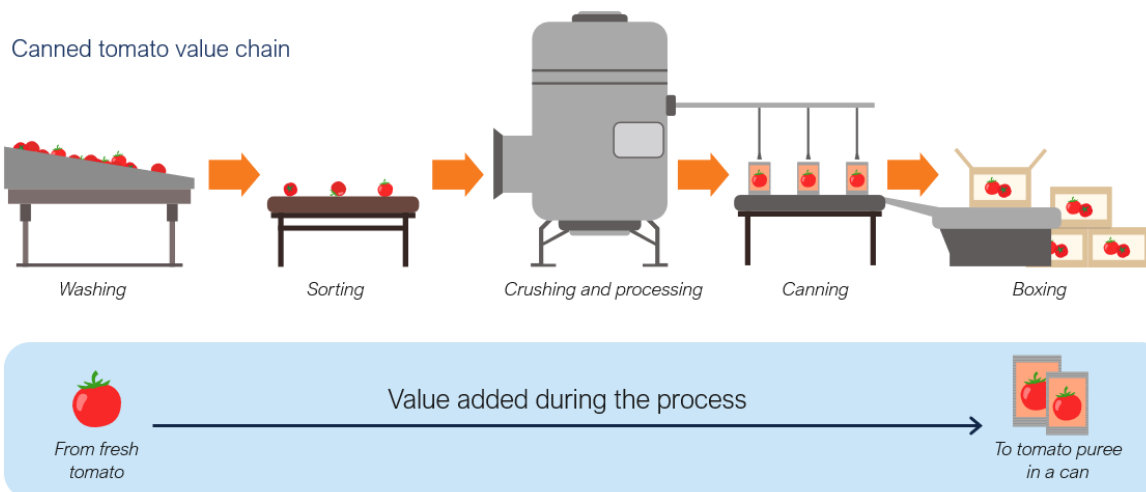 Canned tomato value chain
Washing
Sorting
Crushing and processing
Canning
Boxing
Value added during the process
From fresh
tomato
To tomato puree
in a can